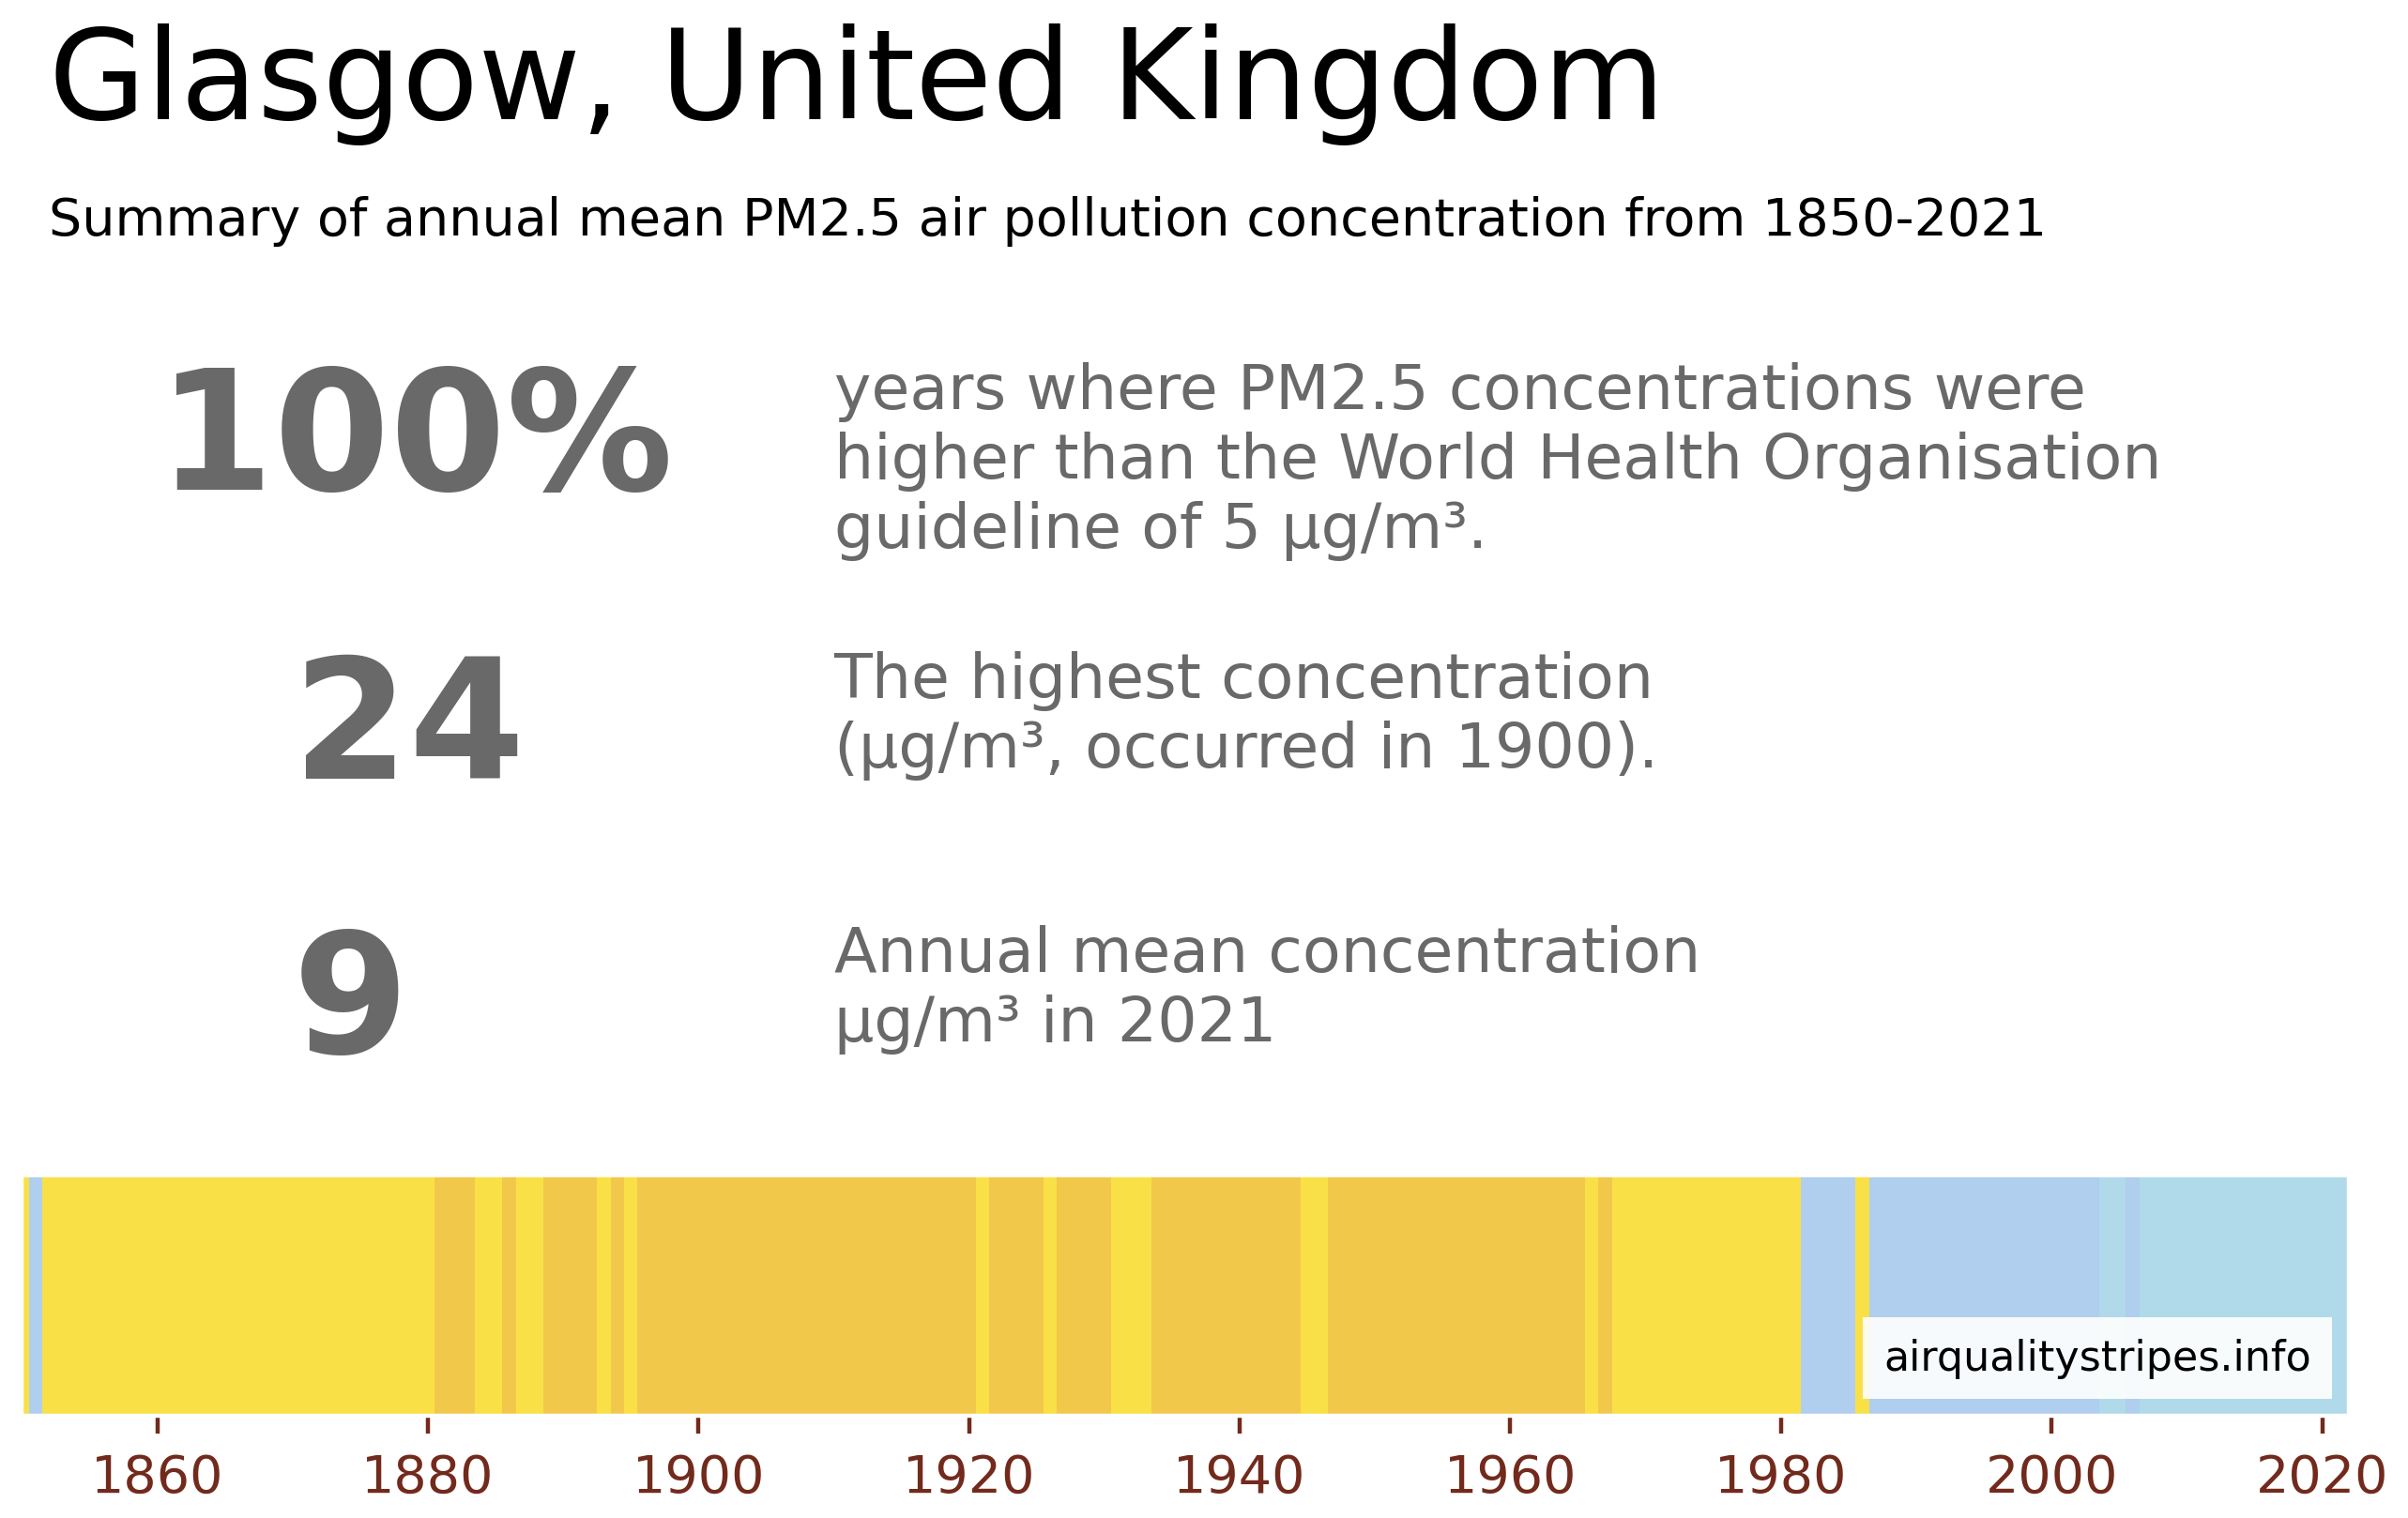 Glasgow, United Kingdom
Summary of annual mean PM2.5 air pollution concentration from 1850-2021
100%
years where PM2.5 concentrations were
higher than the World Health Organisation
guideline of 5 µg/m³.
24
The highest concentration
(µg/m³, occurred in 1900).
9
Annual mean concentration
µg/m³ in 2021
airqualitystripes.info
1860 1880 1900 1920 1940 1960 1980 2000 2020